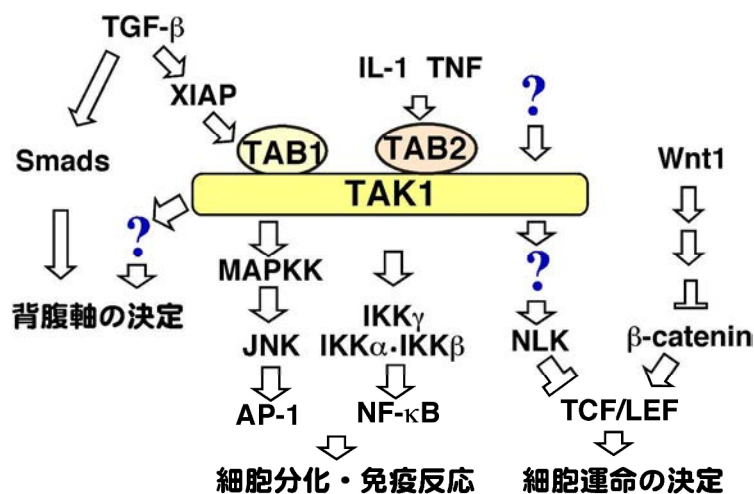 TGF-β
XIAP
IL-1 TNF
?
Smads
TAB1
TAB2
Wnt1
TAK1
?
MAPKK
?
背腹軸の決定
IKKγ
JNK
IKKα・IKKβ
NLK
β-catenin
AP-1
NF-κB
TCF/LEF
細胞分化・免疫反応
細胞運命の決定